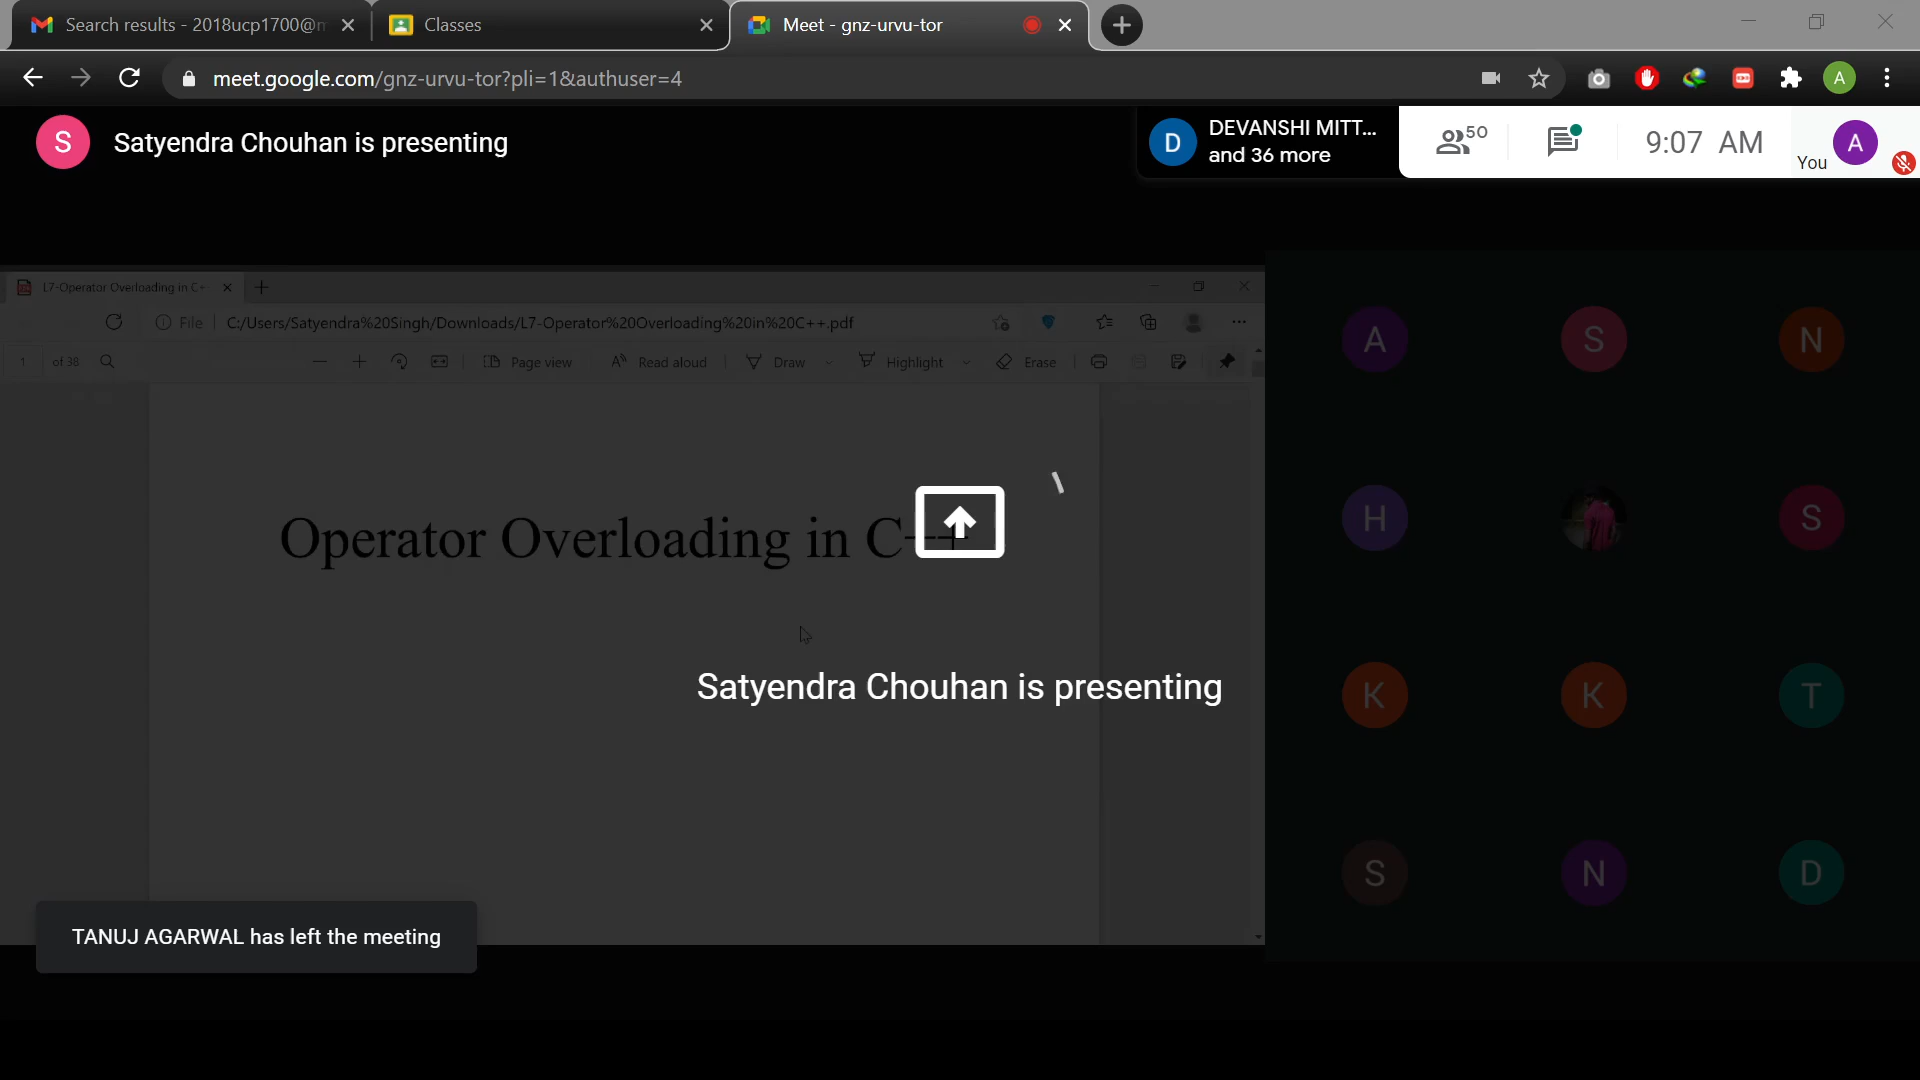 Search results - 2018ucp1700@
Classes
Meet - gnz-urvu-tor
meet.google.com/gnz-urvu-tor?pli=1&authuser=4
A
S
Satyendra Chouhan is presenting
D
DEVANSHI MITT...
and 36 more
50
9:07 AM
You
A
L7-Operator Overloading in C+
File
C:/Users/Satyendra%20Singh/Downloads/L7-Operator%20Overloading%20in%20C++.pdf
1 of 38
Page view
Read aloud
Draw
Highlight
Erase
A S N
Operator Overloading in C++
H S
Satyendra Chouhan is presenting
K K T
S N D
TANUJ AGARWAL has left the meeting